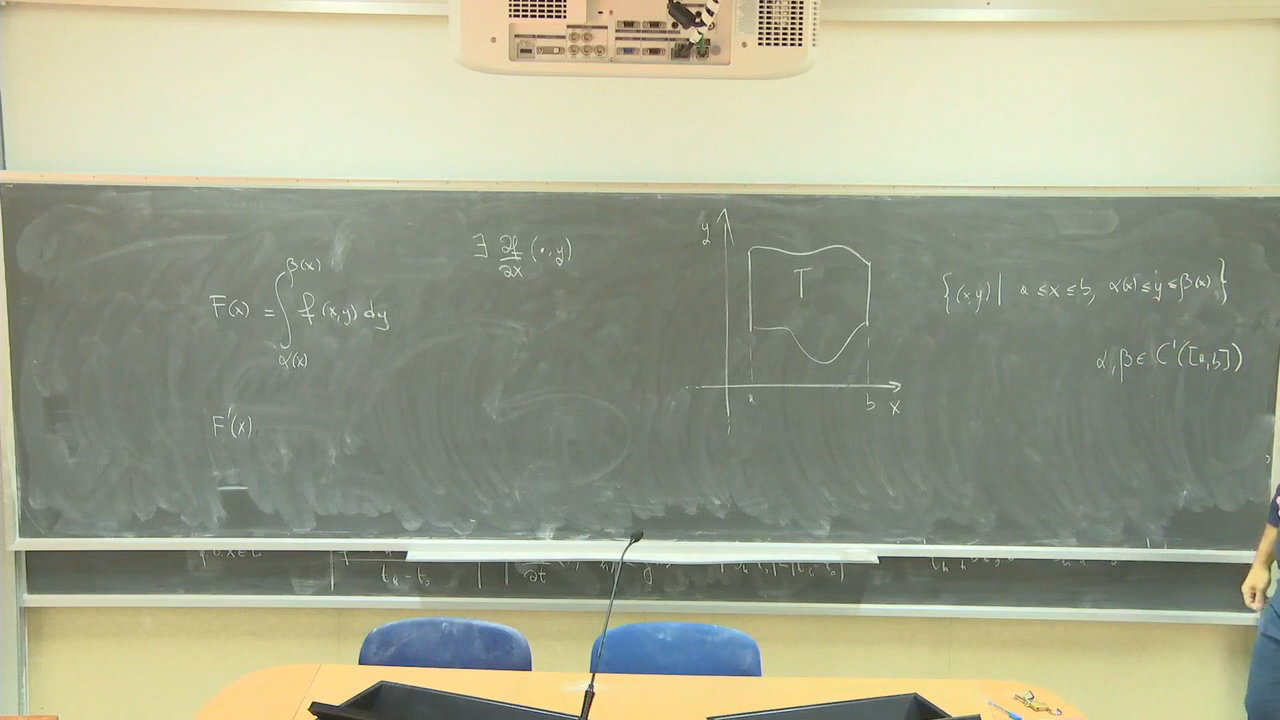 F(x) = ∫_{α(x)}^{β(x)} f(x,y) dy
F'(x)
∃ ∂f/∂x (·,y)
y
T
a b x
{(x,y) | a ≤ x ≤ b, α(x) ≤ y ≤ β(x)}
α, β ∈ C¹([a,b])